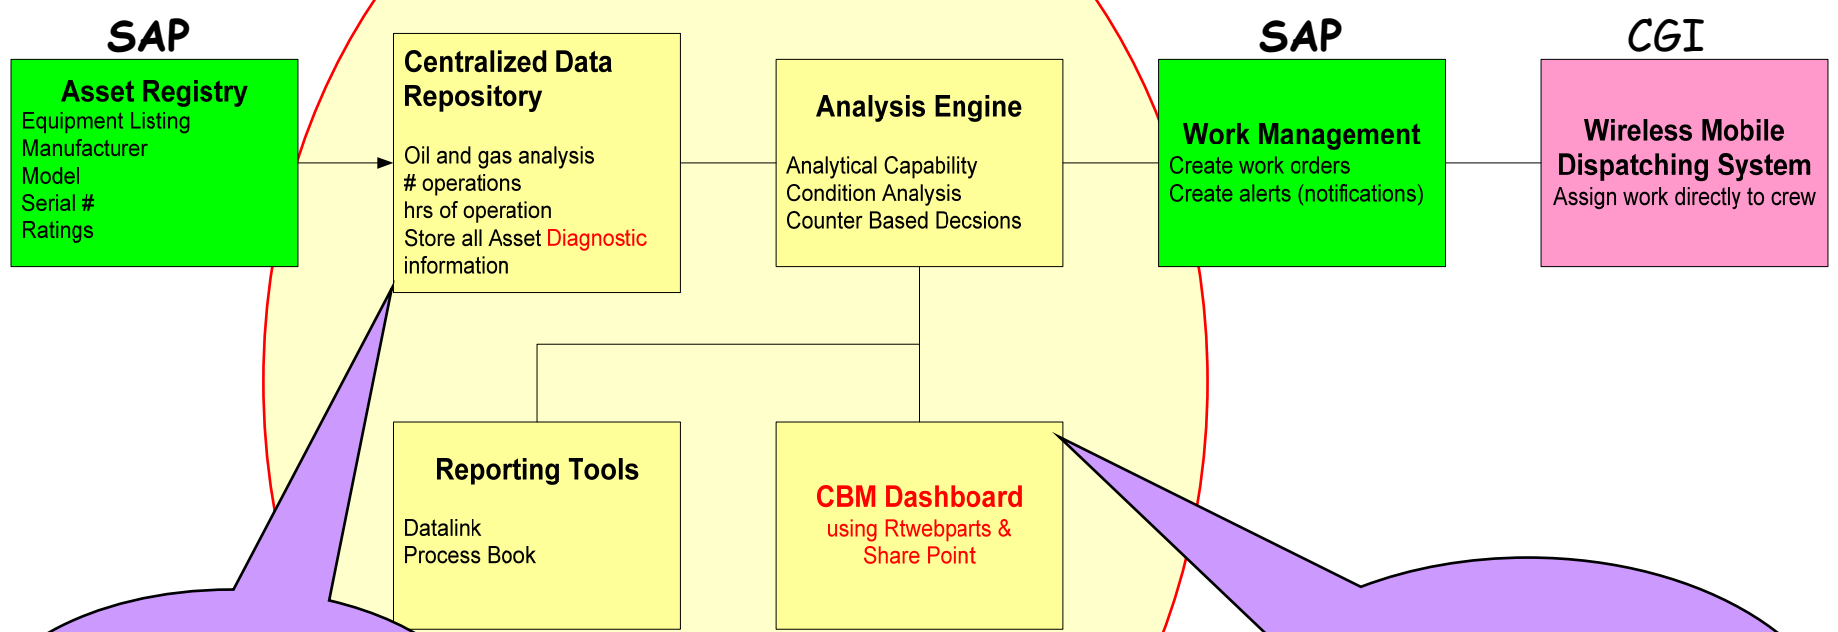 SAP
Asset Registry
Equipment Listing
Manufacturer
Model
Serial #
Ratings
Centralized Data
Repository
Oil and gas analysis
# operations
hrs of operation
Store all Asset Diagnostic
information
Analysis Engine
Analytical Capability
Condition Analysis
Counter Based Decsions
SAP
Work Management
Create work orders
Create alerts (notifications)
CGI
Wireless Mobile
Dispatching System
Assign work directly to crew
Reporting Tools
Datalink
Process Book
CBM Dashboard
using Rtwebparts &
Share Point